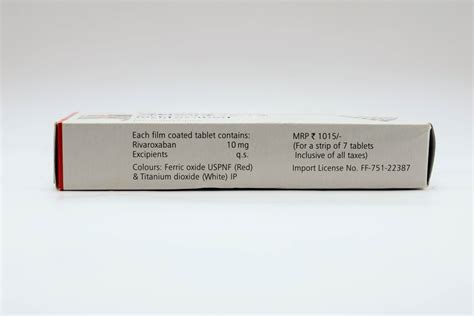 Each film coated tablet contains:
Rivaroxaban 10 mg
Excipients q.s.
Colours: Ferric oxide USPNF (Red)
& Titanium dioxide (White) IP
MRP ₹ 1015/-
(For a strip of 7 tablets
Inclusive of all taxes)
Import License No. FF-751-22387